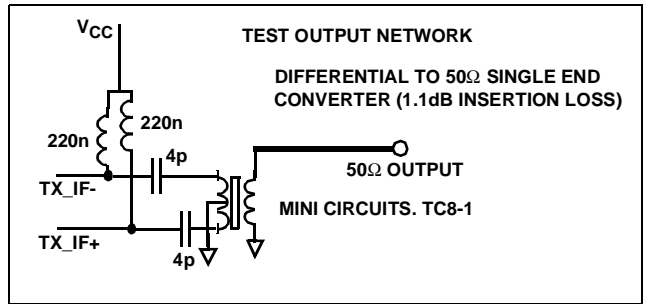 VCC
TEST OUTPUT NETWORK
DIFFERENTIAL TO 50Ω SINGLE END
CONVERTER (1.1dB INSERTION LOSS)
220n
220n
4p
TX_IF-
50Ω OUTPUT
MINI CIRCUITS. TC8-1
TX_IF+
4p